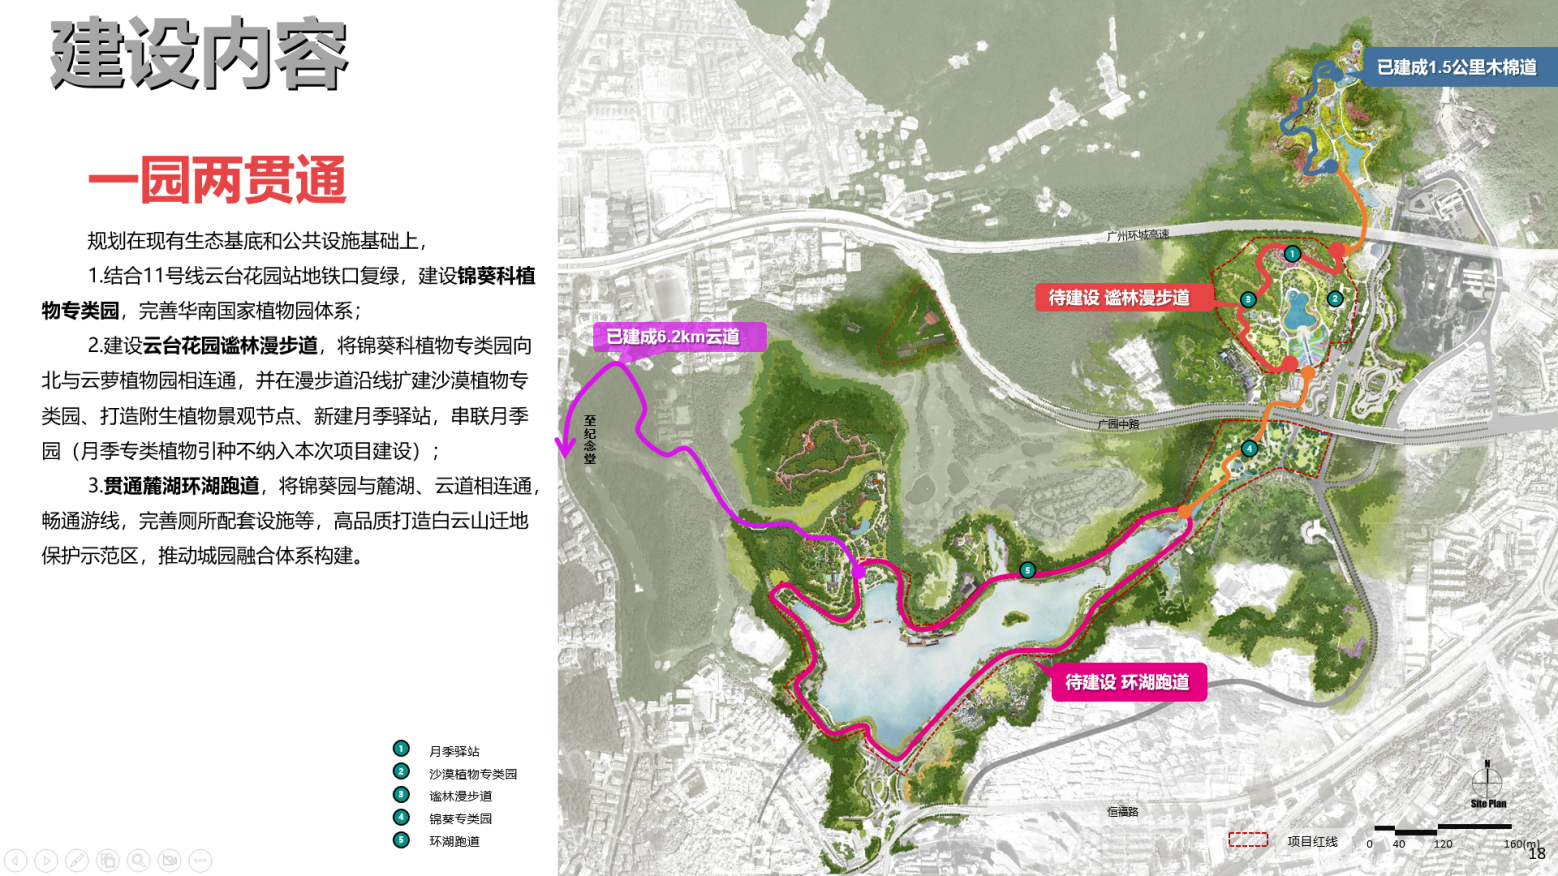 建设内容
一园两贯通
规划在现有生态基底和公共设施基础上，
1.结合11号线云台花园站地铁口复绿，建设锦葵科植
物专类园，完善华南国家植物园体系；
2.建设云台花园谧林漫步道，将锦葵科植物专类园向
北与云萝植物园相连通，并在漫步道沿线扩建沙漠植物专
类园、打造附生植物景观节点、新建月季驿站，串联月季
园（月季专类植物引种不纳入本次项目建设）；
3.贯通麓湖环湖跑道，将锦葵园与麓湖、云道相连通，
畅通游线，完善厕所配套设施等，高品质打造白云山迁地
保护示范区，推动城园融合体系构建。
1 月季驿站
2 沙漠植物专类园
3 谧林漫步道
4 锦葵专类园
5 环湖跑道
已建成1.5公里木棉道
广州环城高速
1
2
3
待建设 谧林漫步道
已建成6.2km云道
至纪念堂
广园中路
4
5
待建设 环湖跑道
恒福路
N
Site Plan
项目红线
0 40 120 160(m)
18